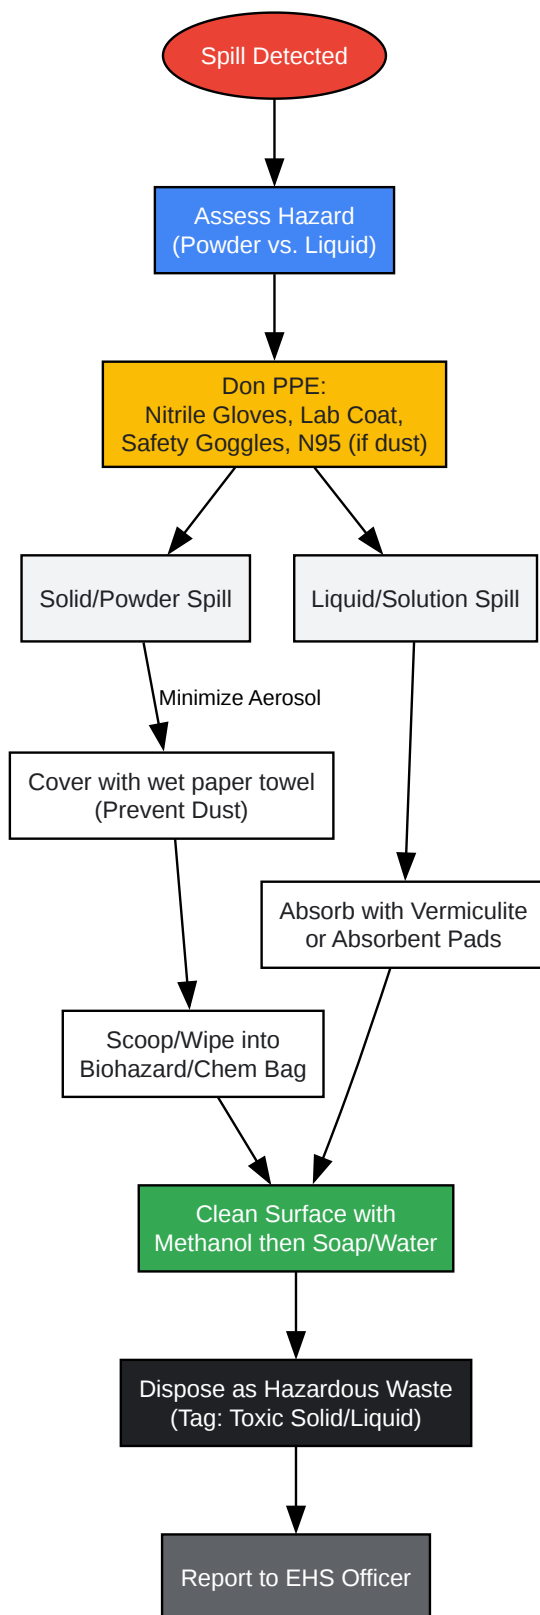 Spill Detected
Assess Hazard
(Powder vs. Liquid)
Don PPE:
Nitrile Gloves, Lab Coat,
Safety Goggles, N95 (if dust)
Solid/Powder Spill
Liquid/Solution Spill
Minimize Aerosol
Cover with wet paper towel
(Prevent Dust)
Absorb with Vermiculite
or Absorbent Pads
Scoop/Wipe into
Biohazard/Chem Bag
Clean Surface with
Methanol then Soap/Water
Dispose as Hazardous Waste
(Tag: Toxic Solid/Liquid)
Report to EHS Officer